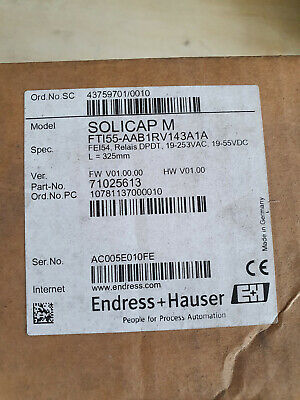 Ord.No.SC 43759701/0010
Model SOLICAP M
FTI55-AAB1RV143A1A
Spec. FEI54, Relais DPDT, 19-253VAC, 19-55VDC
L = 325mm
Ver. FW V01.00.00 HW V01.00
Part-No. 71025613
Ord.No.PC 10781137000010
Made in Germany
Ser.No. AC005E010FE
CE
Internet www.endress.com
Endress+Hauser
EH
People for Process Automation